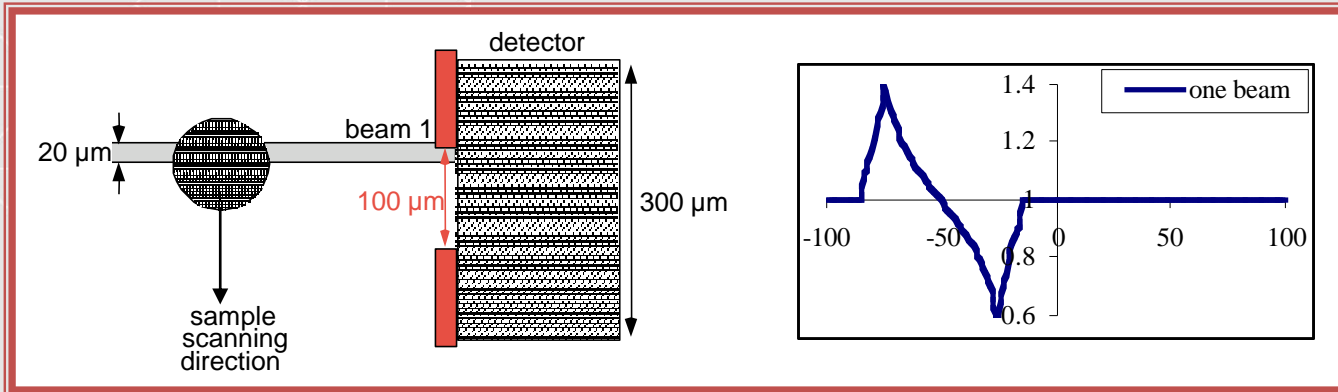 detector
beam 1
20 µm
100 µm
300 µm
sample
scanning
direction
one beam
1.4
1.2
1
0.8
0.6
-100
-50
0
50
100